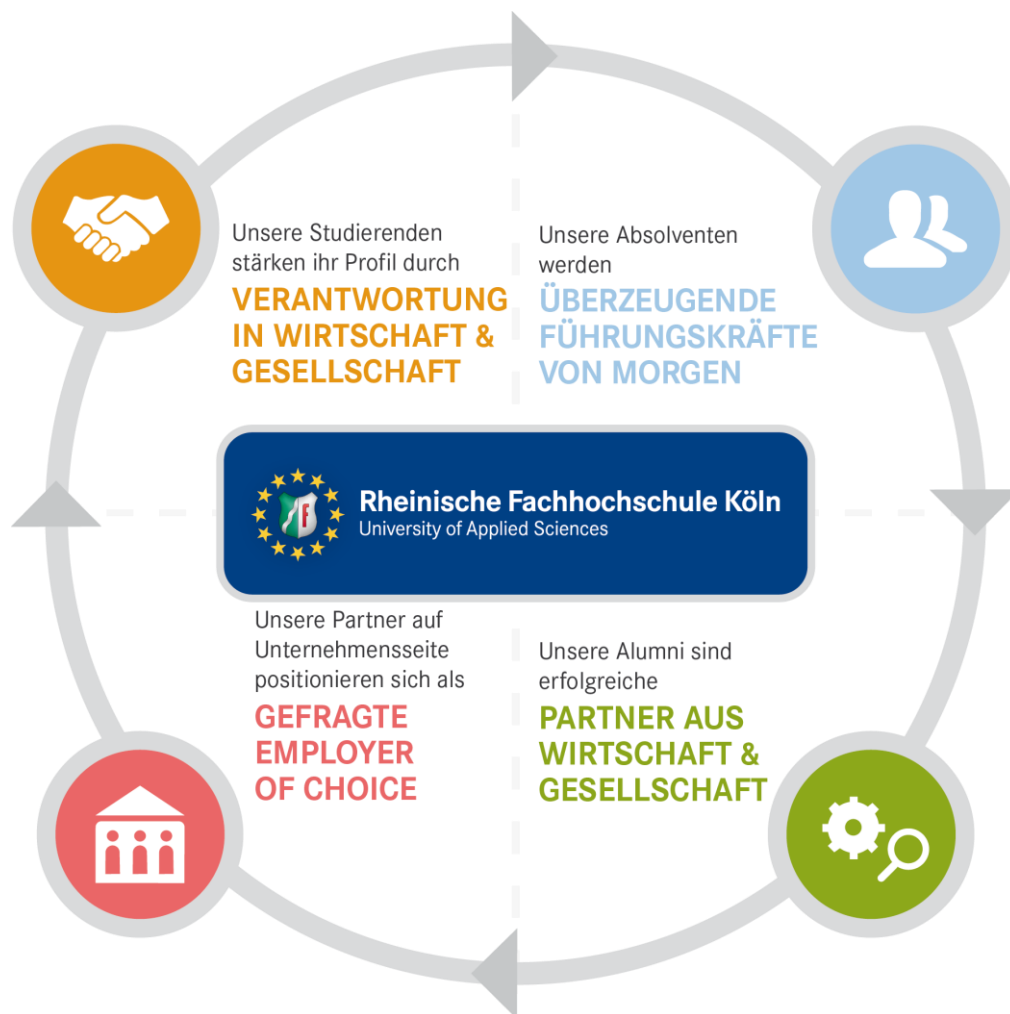 Unsere Studierenden
stärken ihr Profil durch
VERANTWORTUNG
IN WIRTSCHAFT &
GESELLSCHAFT
Unsere Absolventen
werden
ÜBERZEUGENDE
FÜHRUNGSKRÄFTE
VON MORGEN
F
Rheinische Fachhochschule Köln
University of Applied Sciences
Unsere Partner auf
Unternehmensseite
positionieren sich als
GEFRAGTE
EMPLOYER
OF CHOICE
Unsere Alumni sind
erfolgreiche
PARTNER AUS
WIRTSCHAFT &
GESELLSCHAFT